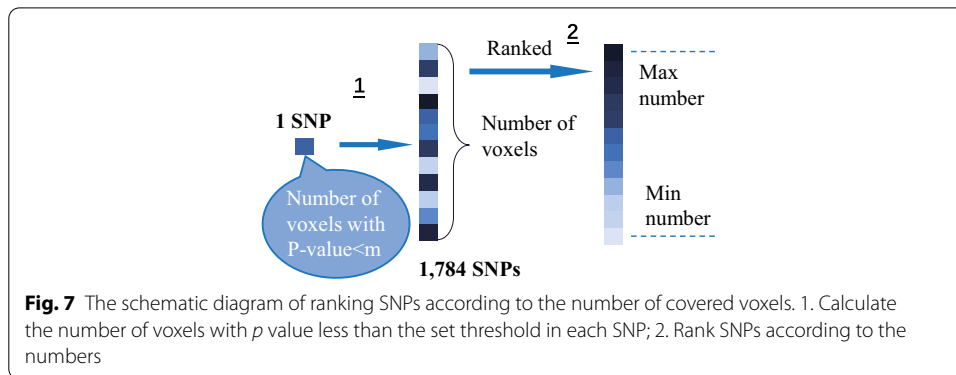 2
Ranked
1
Max
number
1 SNP
Number of
voxels
Number of
voxels with
P-value<m
Min
number
1,784 SNPs
Fig. 7 The schematic diagram of ranking SNPs according to the number of covered voxels. 1. Calculate
the number of voxels with p value less than the set threshold in each SNP; 2. Rank SNPs according to the
numbers